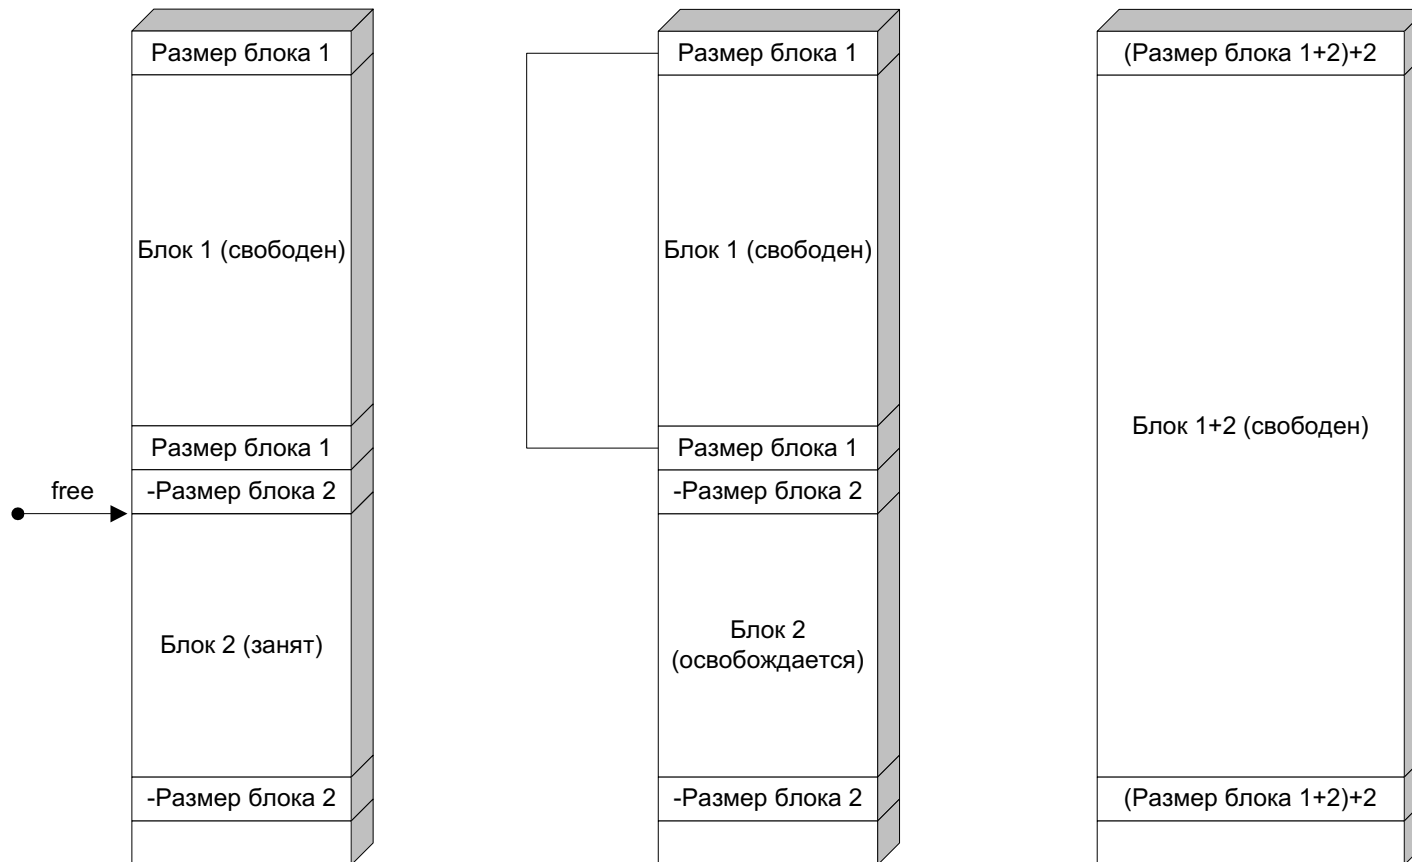 Размер блока 1
Блок 1 (свободен)
Размер блока 1
-Размер блока 2
free
Блок 2 (занят)
-Размер блока 2
Размер блока 1
Блок 1 (свободен)
Размер блока 1
-Размер блока 2
Блок 2
(освобождается)
-Размер блока 2
(Размер блока 1+2)+2
Блок 1+2 (свободен)
(Размер блока 1+2)+2